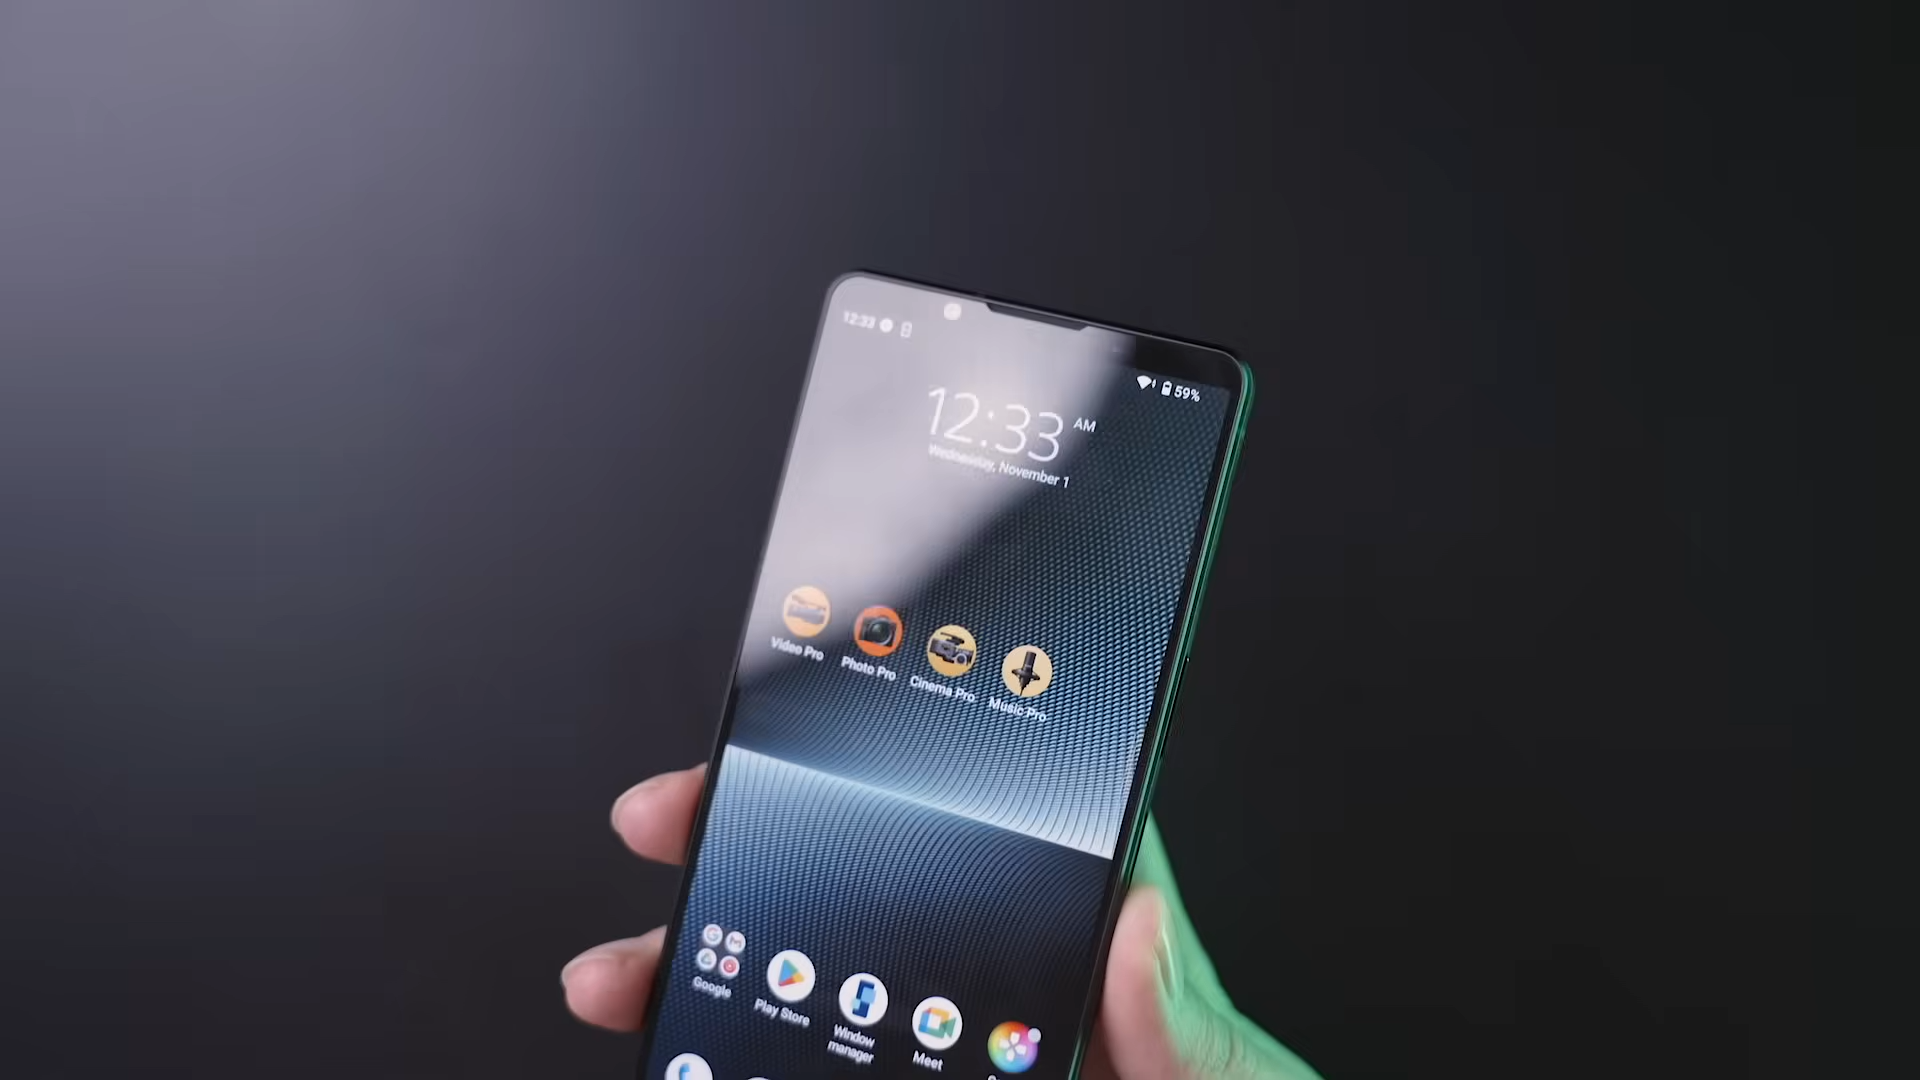 12:33
59%
12:33 AM
Wednesday, November 1
Video Pro
Photo Pro
Cinema Pro
Music Pro
Google
Play Store
Window
manager
Meet